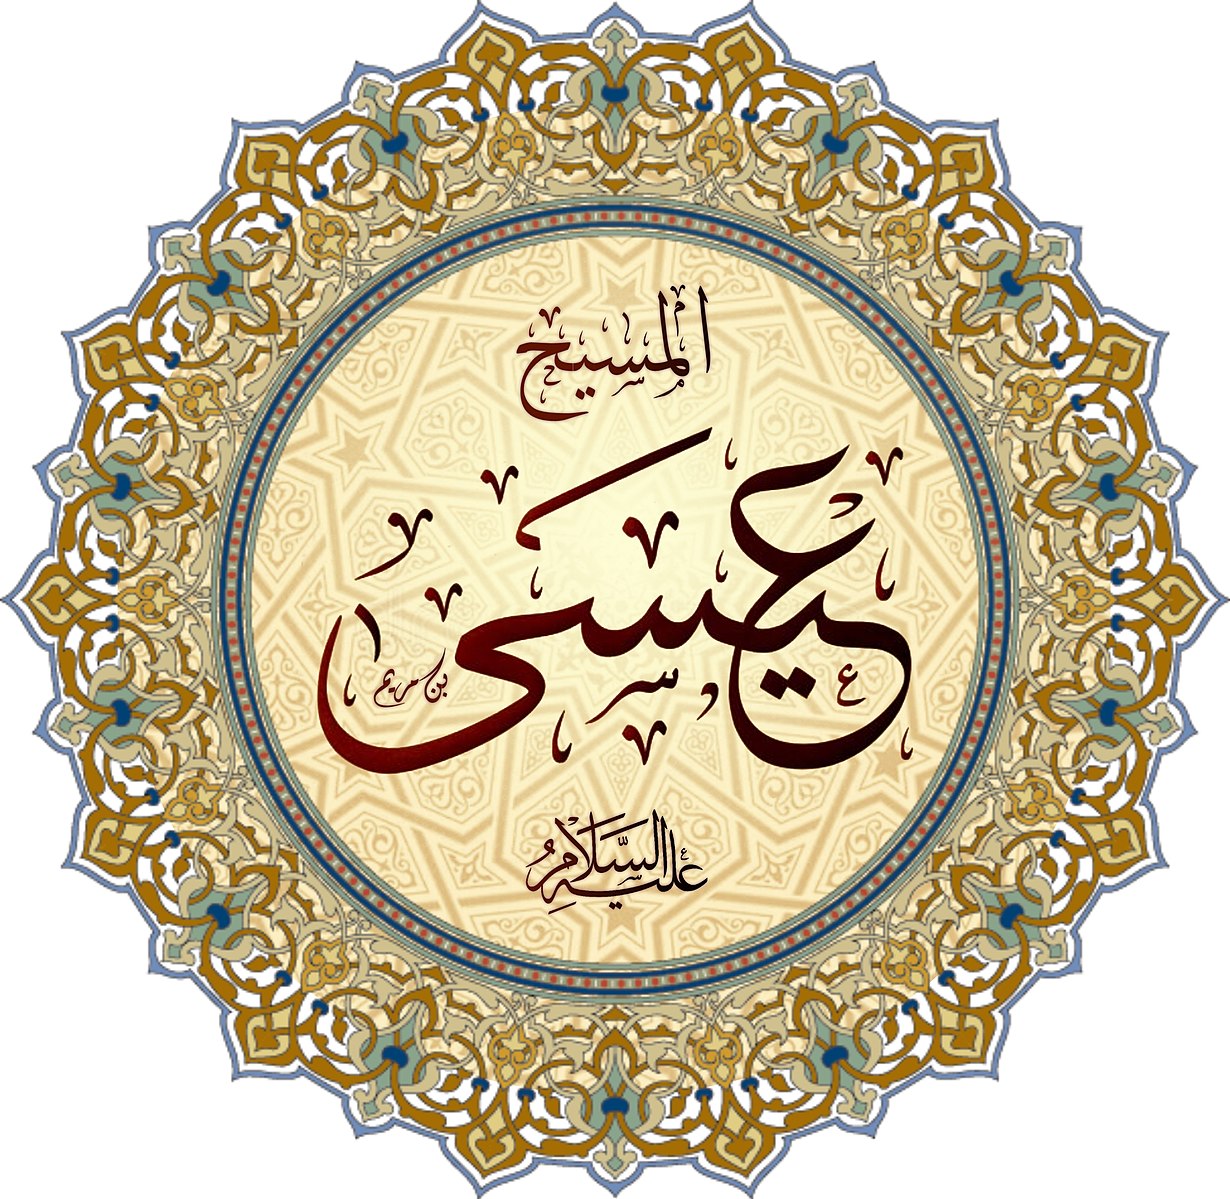 المسيح
عيسى
بن مريم
عليه السلام